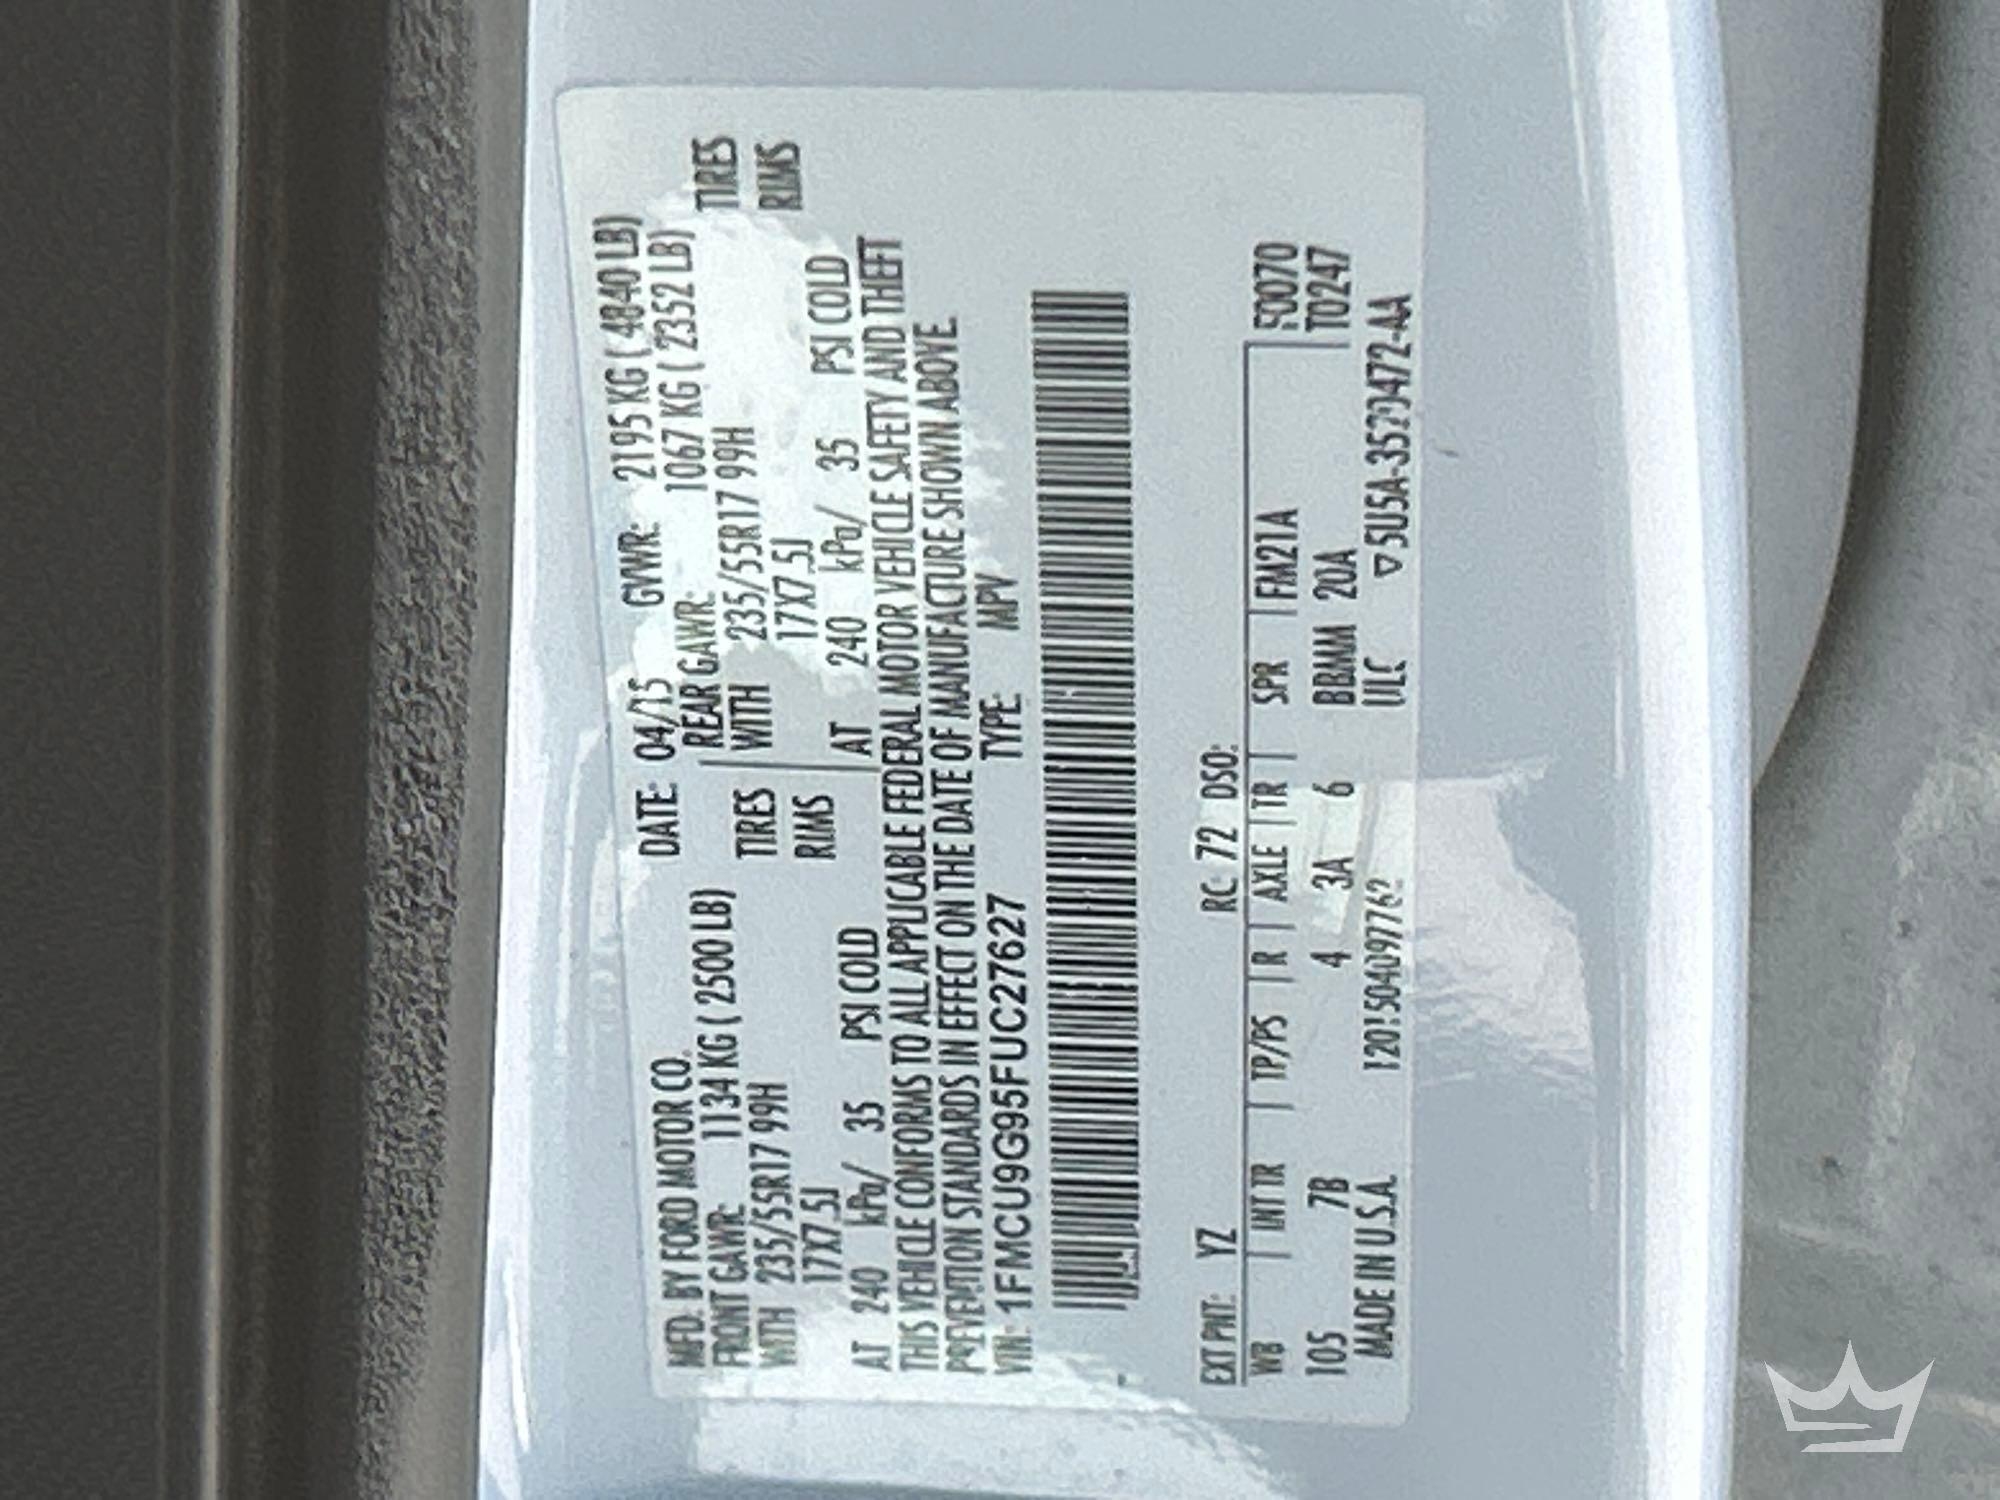 MFD. BY FORD MOTOR CO. DATE: 04/15 GVWR: 2195 KG ( 4840 LB)
FRONT GAWR: 1134 KG ( 2500 LB) REAR GAWR: 1067 KG ( 2352 LB)
WITH 235/55R17 99H TIRES WITH 235/55R17 99H TIRES
17X7.5J RIMS 17X7.5J RIMS
AT 240 kPa/ 35 PSI COLD AT 240 kPa/ 35 PSI COLD
THIS VEHICLE CONFORMS TO ALL APPLICABLE FEDERAL MOTOR VEHICLE SAFETY AND THEFT
PREVENTION STANDARDS IN EFFECT ON THE DATE OF MANUFACTURE SHOWN ABOVE.
VIN: 1FMCU9G95FUC27627 TYPE: MPV
EXT PNT: YZ RC: 72 DSO:
WB INT TR TP/PS R AXLE TR SPR FM21A F0070
105 7B 4 3A 6 BBMM 20A T0247
MADE IN U.S.A. ULC ▽5U5A-3520472-AA